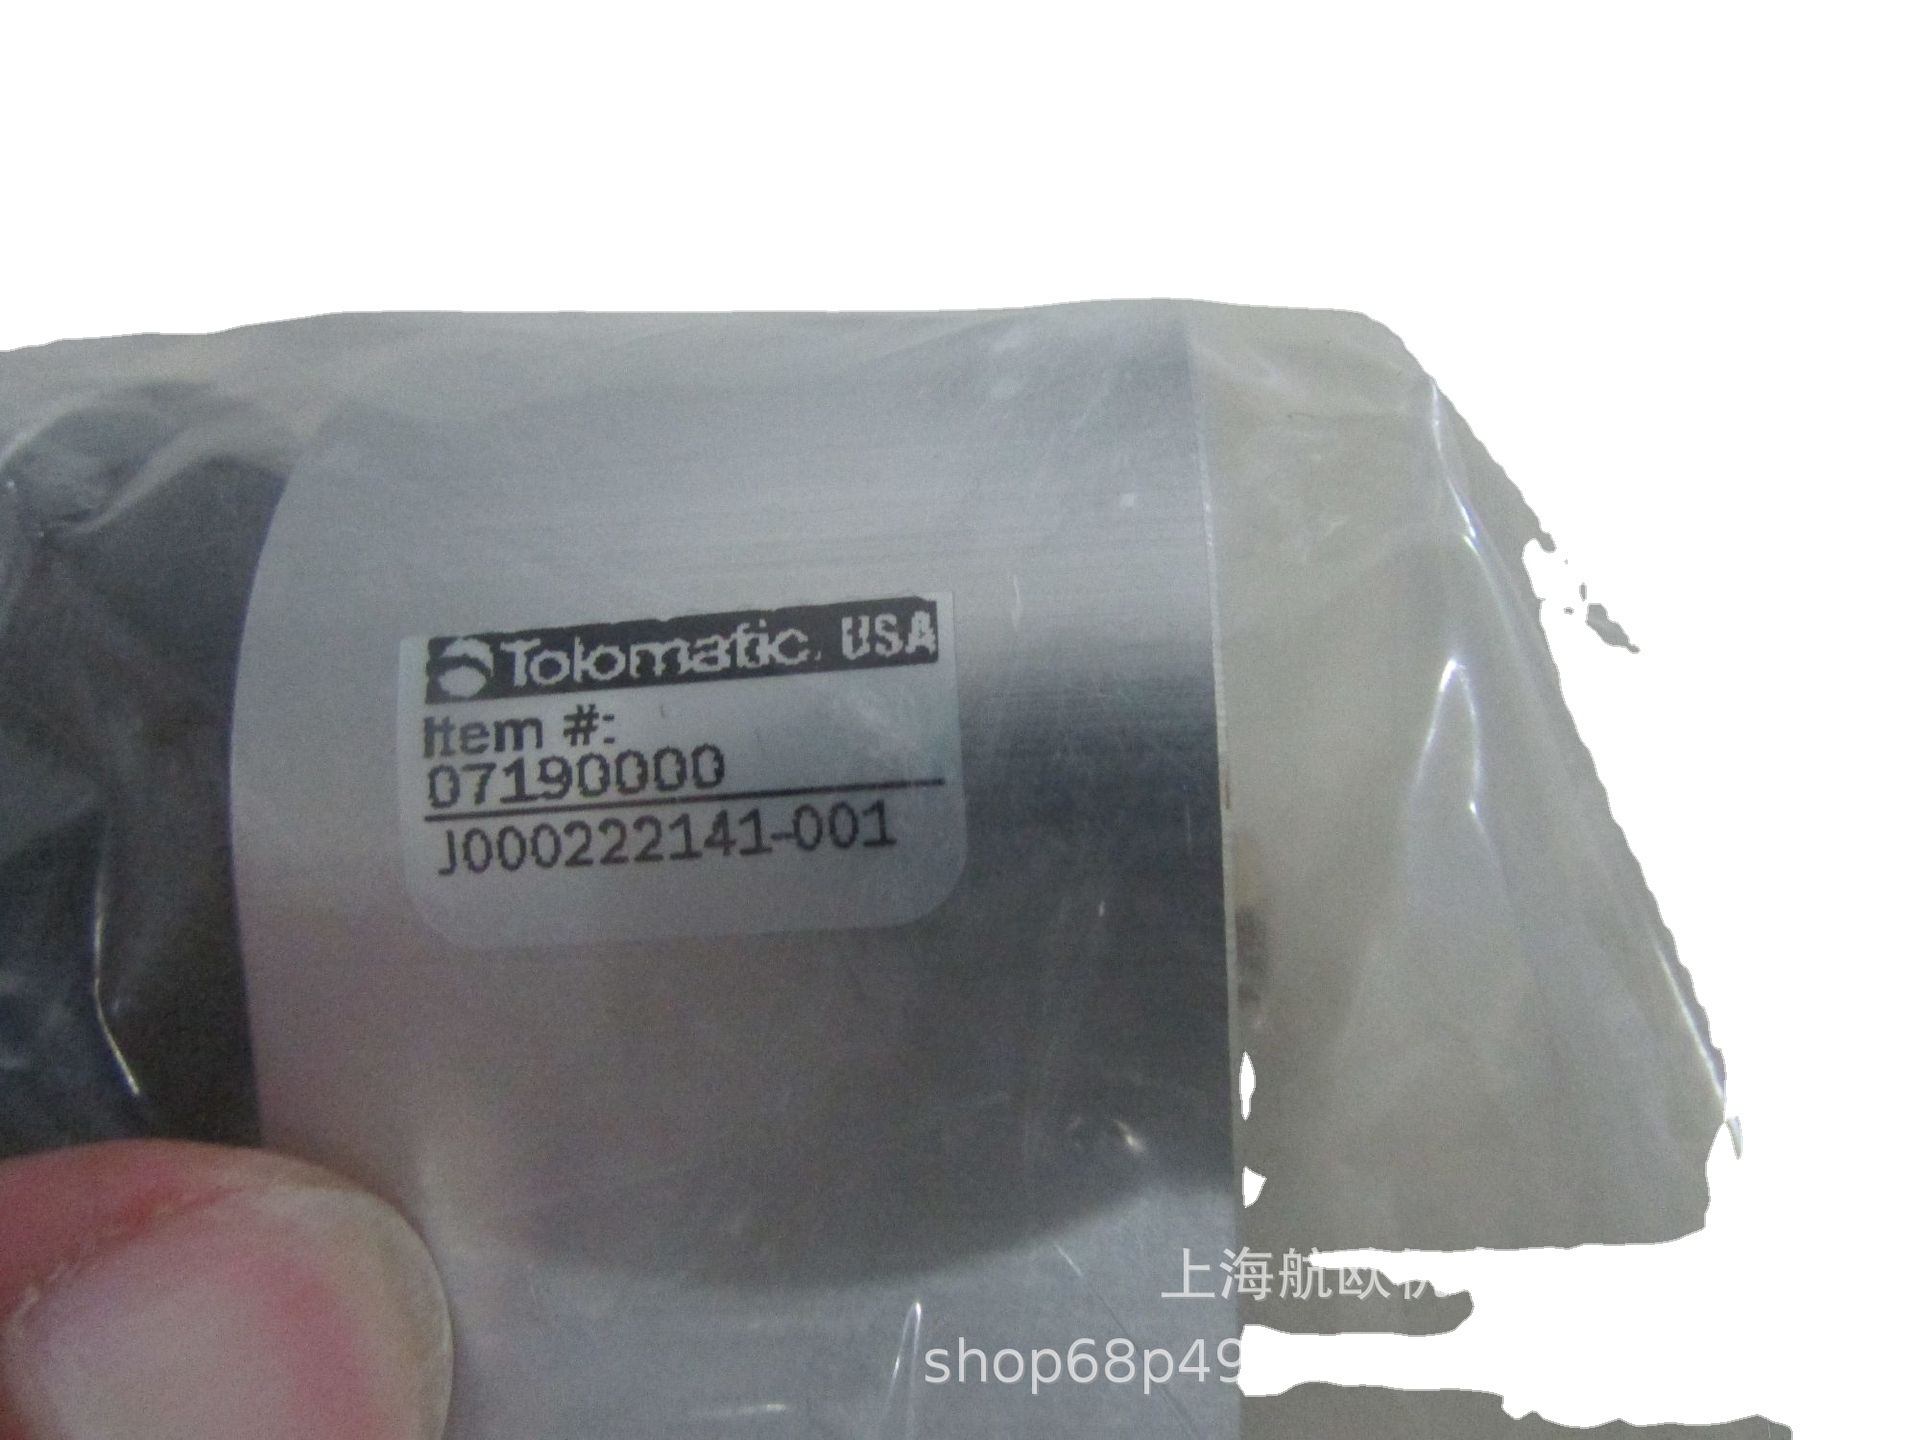 Tolomatic. USA
Item #:
07190000
J000222141-001
上海航欧
shop68p49